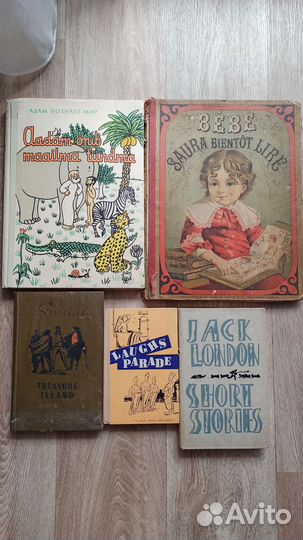 АДАМ ПОЗНАЕТ МИР
Aadam õpib
maailma tundma
BÉBÉ
SAURA BIENTÔT LIRE
R. L.
STEVENSON
TREASURE
ISLAND
LAUGHS
PARADE
JACK
LONDON
SHORT
STORIES
Avito